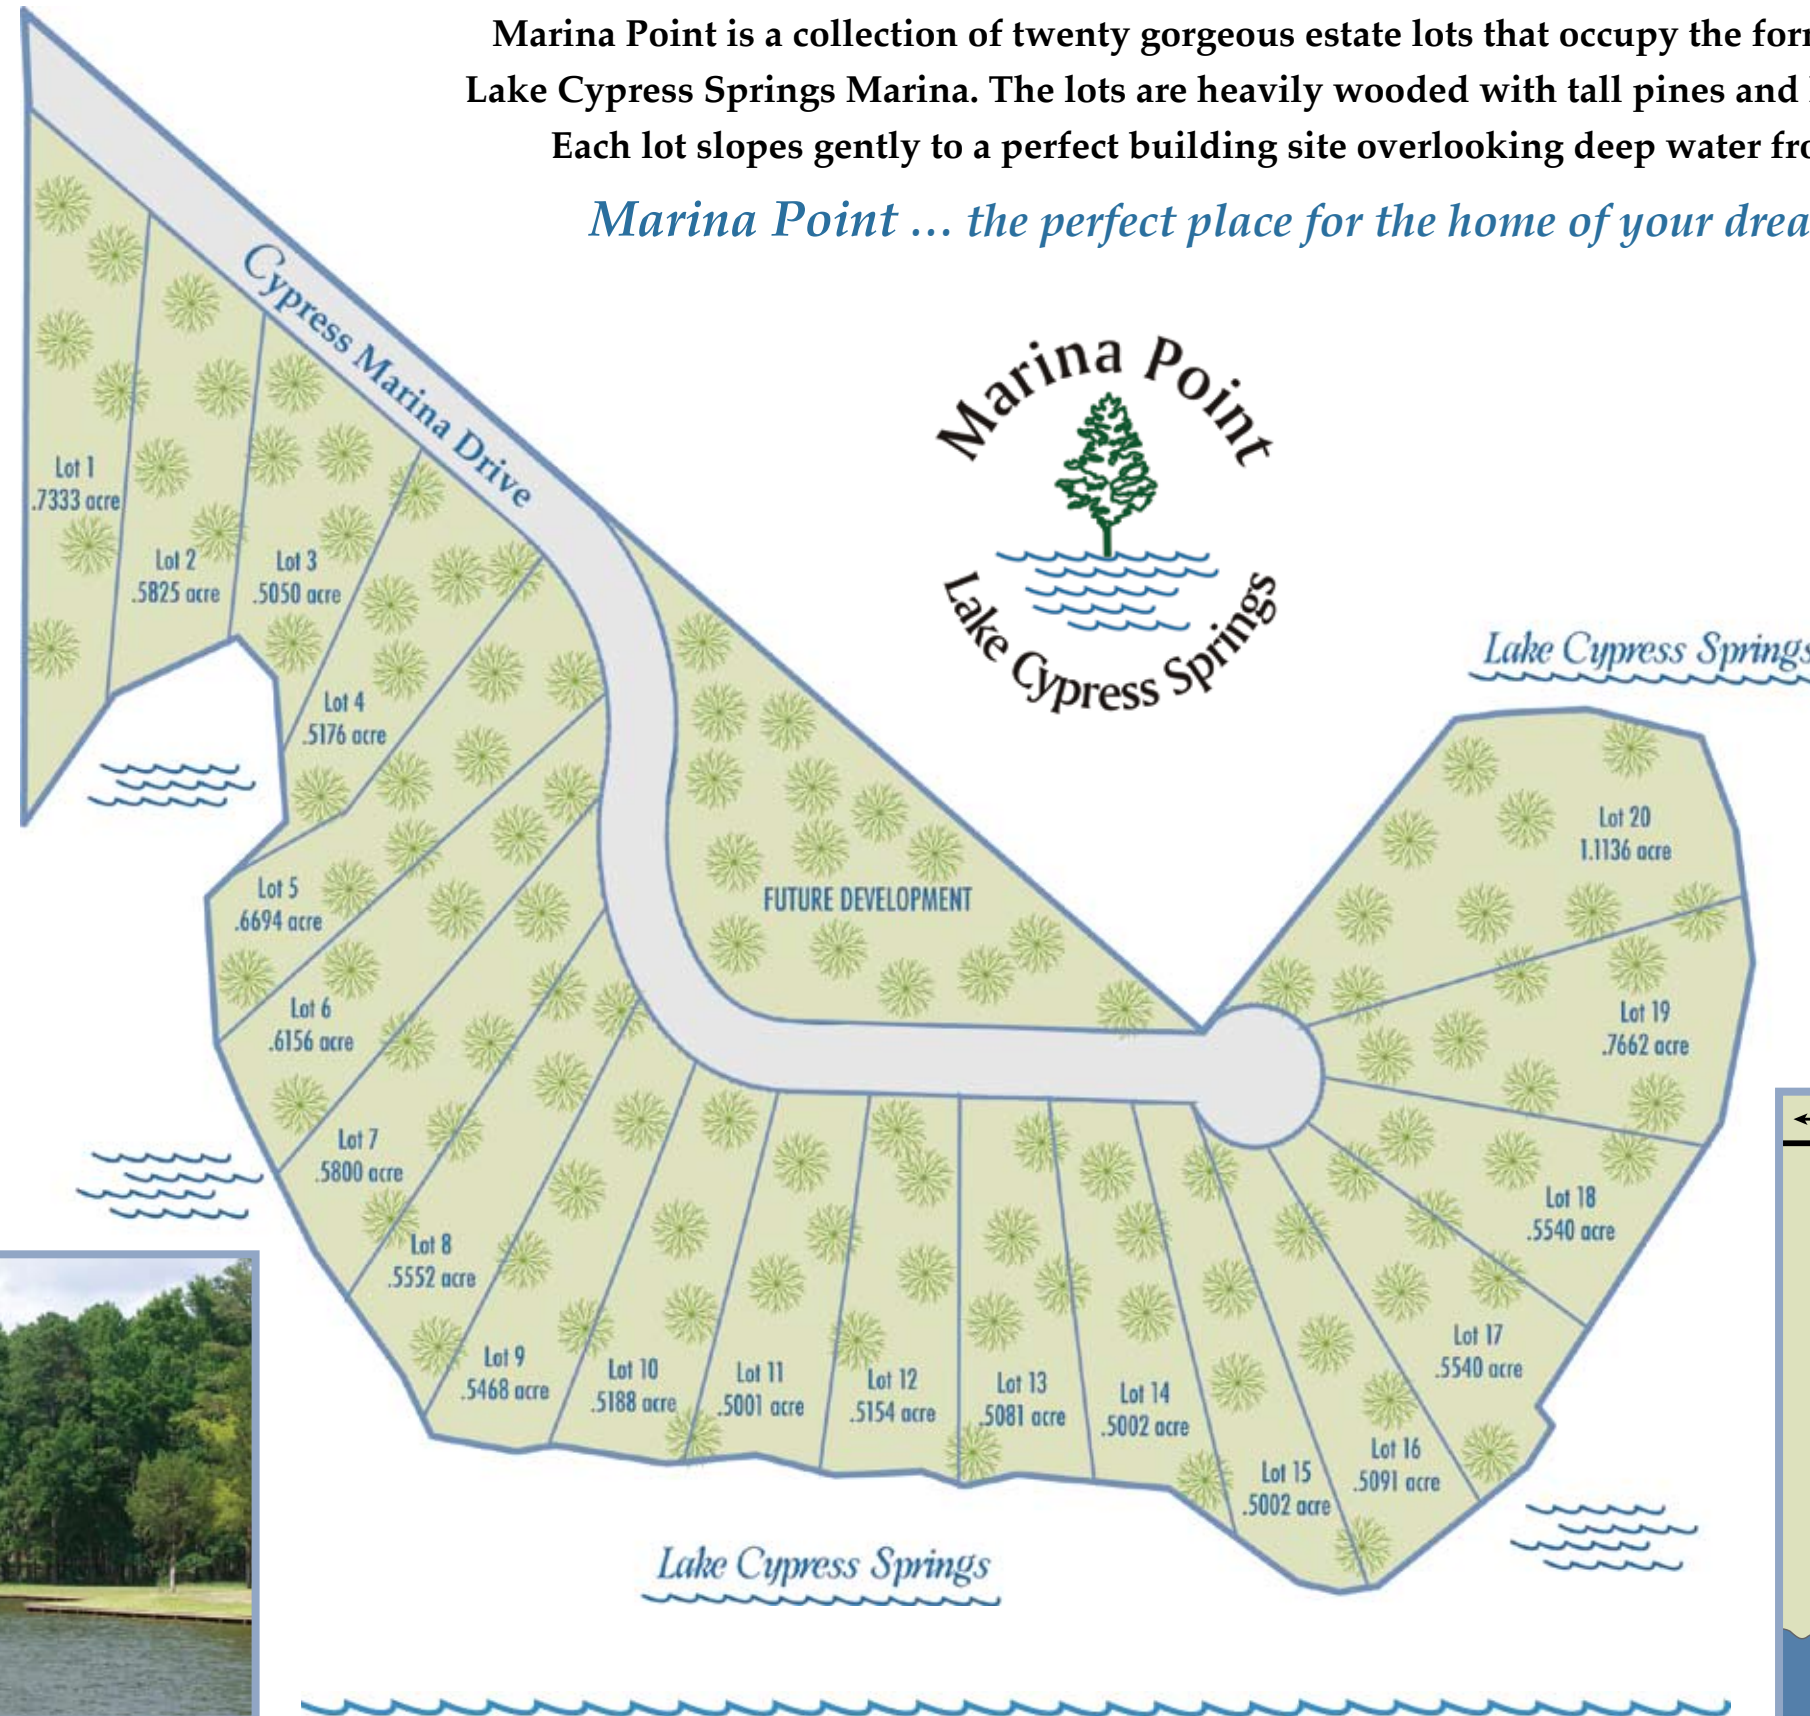 Marina Point is a collection of twenty gorgeous estate lots that occupy the for
Lake Cypress Springs Marina. The lots are heavily wooded with tall pines and
Each lot slopes gently to a perfect building site overlooking deep water fro
Marina Point ... the perfect place for the home of your drea
Cypress Marina Drive
Marina Point
Lake Cypress Springs
Lake Cypress Springs
Lot 1
.7333 acre
Lot 2
.5825 acre
Lot 3
.5050 acre
Lot 4
.5176 acre
Lot 5
.6694 acre
Lot 6
.6156 acre
Lot 7
.5800 acre
Lot 8
.5552 acre
Lot 9
.5468 acre
Lot 10
.5188 acre
Lot 11
.5001 acre
Lot 12
.5154 acre
Lot 13
.5081 acre
Lot 14
.5002 acre
Lot 15
.5002 acre
Lot 16
.5091 acre
Lot 17
.5540 acre
Lot 18
.5540 acre
Lot 19
.7662 acre
Lot 20
1.1136 acre
FUTURE DEVELOPMENT
Lake Cypress Springs